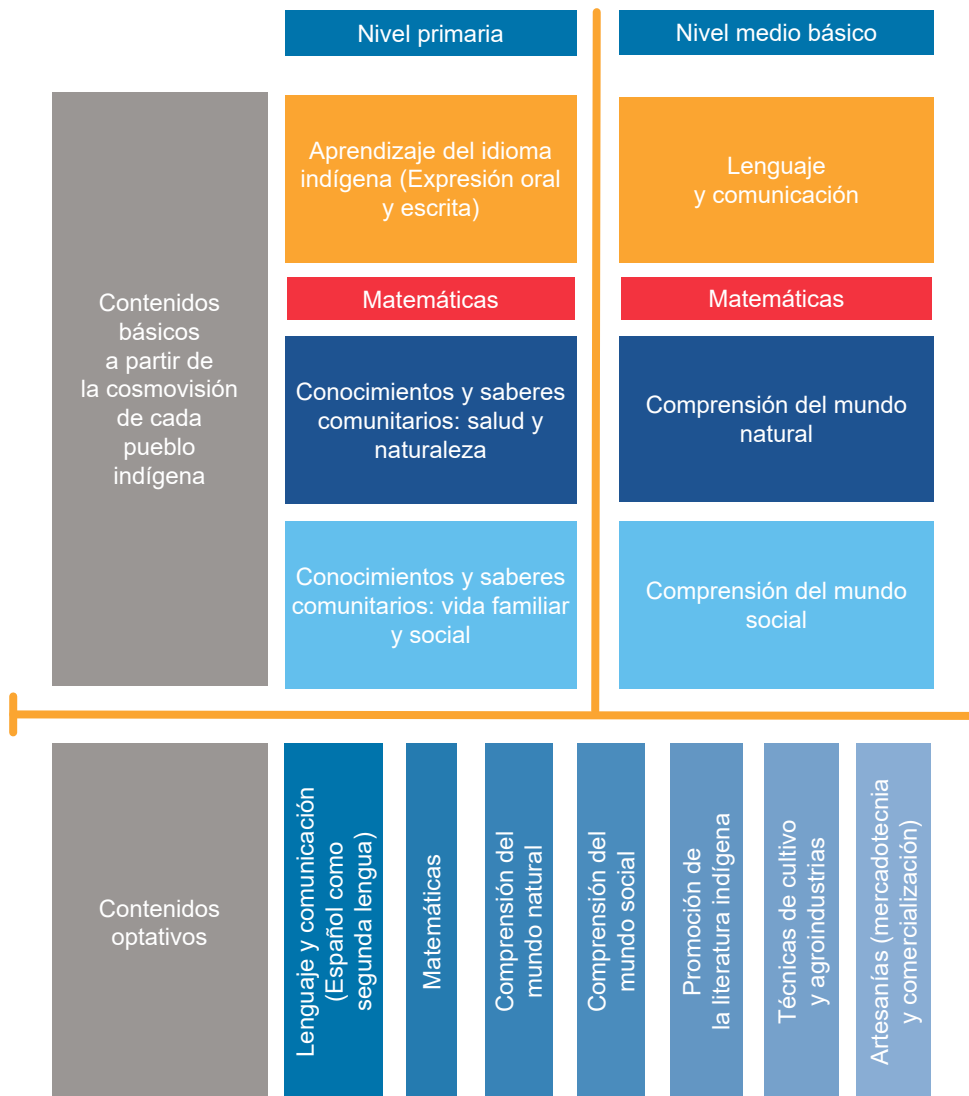 Nivel primaria
Nivel medio básico
Contenidos
básicos
a partir de
la cosmovisión
de cada
pueblo
indígena
Aprendizaje del idioma
indígena (Expresión oral
y escrita)
Lenguaje
y comunicación
Matemáticas
Matemáticas
Conocimientos y saberes
comunitarios: salud y
naturaleza
Comprensión del mundo
natural
Conocimientos y saberes
comunitarios: vida familiar
y social
Comprensión del mundo
social
Contenidos
optativos
Lenguaje y comunicación
(Español como
segunda lengua)
Matemáticas
Comprensión del
mundo natural
Comprensión del
mundo social
Promoción de
la literatura indígena
Técnicas de cultivo
y agroindustrias
Artesanías (mercadotecnia
y comercialización)